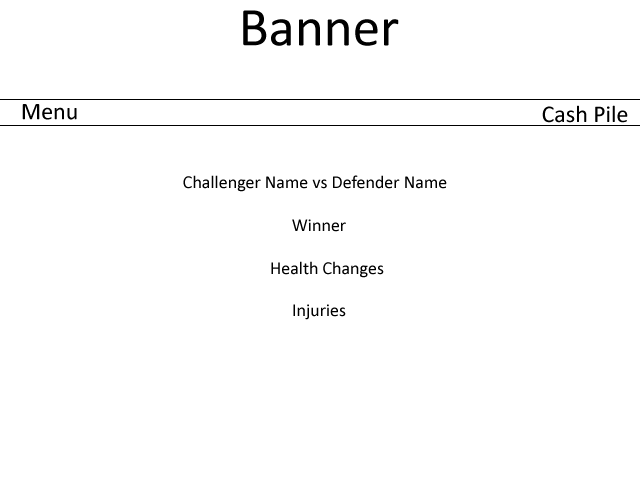 Banner
Menu
Cash Pile
Challenger Name vs Defender Name
Winner
Health Changes
Injuries